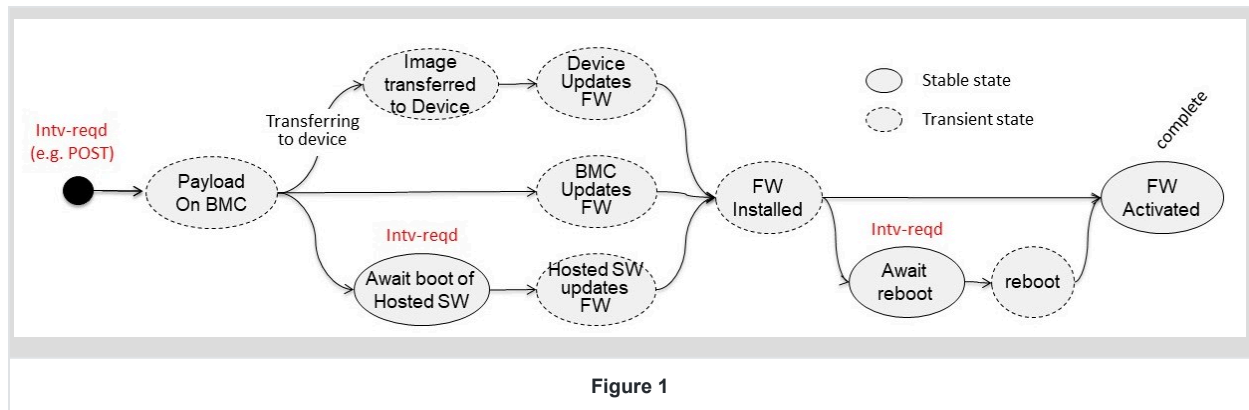 Intv-reqd
(e.g. POST)
Payload
On BMC
Transferring
to device
Image
transferred
to Device
Device
Updates
FW
BMC
Updates
FW
Intv-reqd
Await boot of
Hosted SW
Hosted SW
updates
FW
FW
Installed
Intv-reqd
Await
reboot
reboot
FW
Activated
complete
Stable state
Transient state
Figure 1